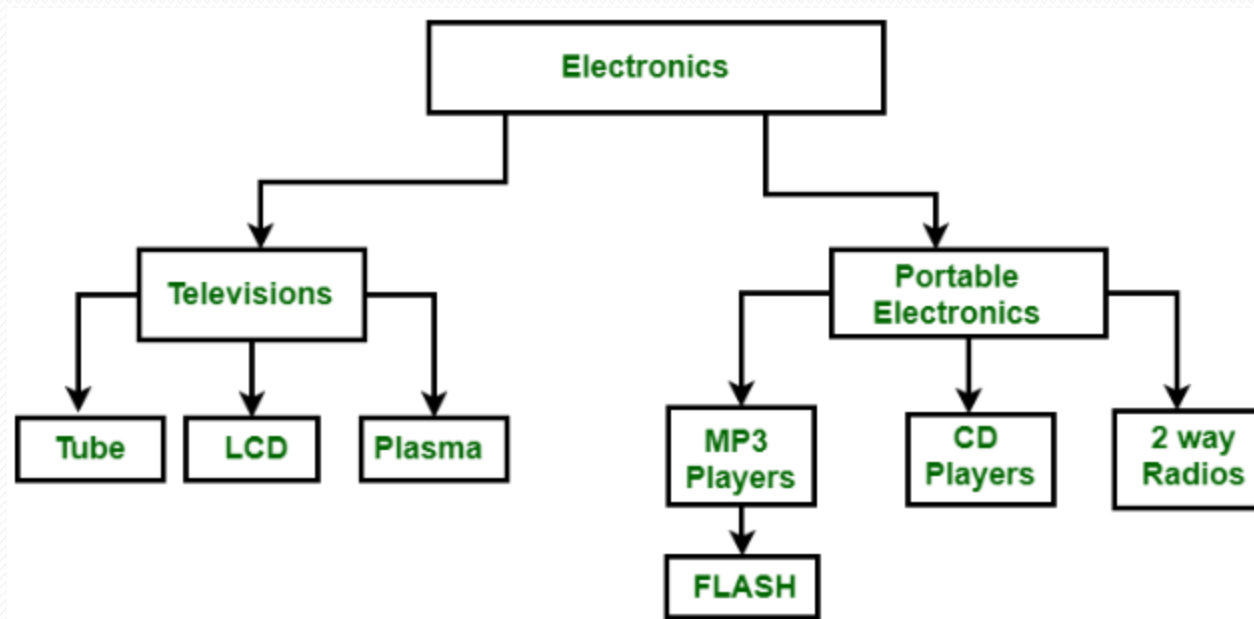 Electronics
Televisions
Portable
Electronics
Tube
LCD
Plasma
MP3
Players
CD
Players
2 way
Radios
FLASH